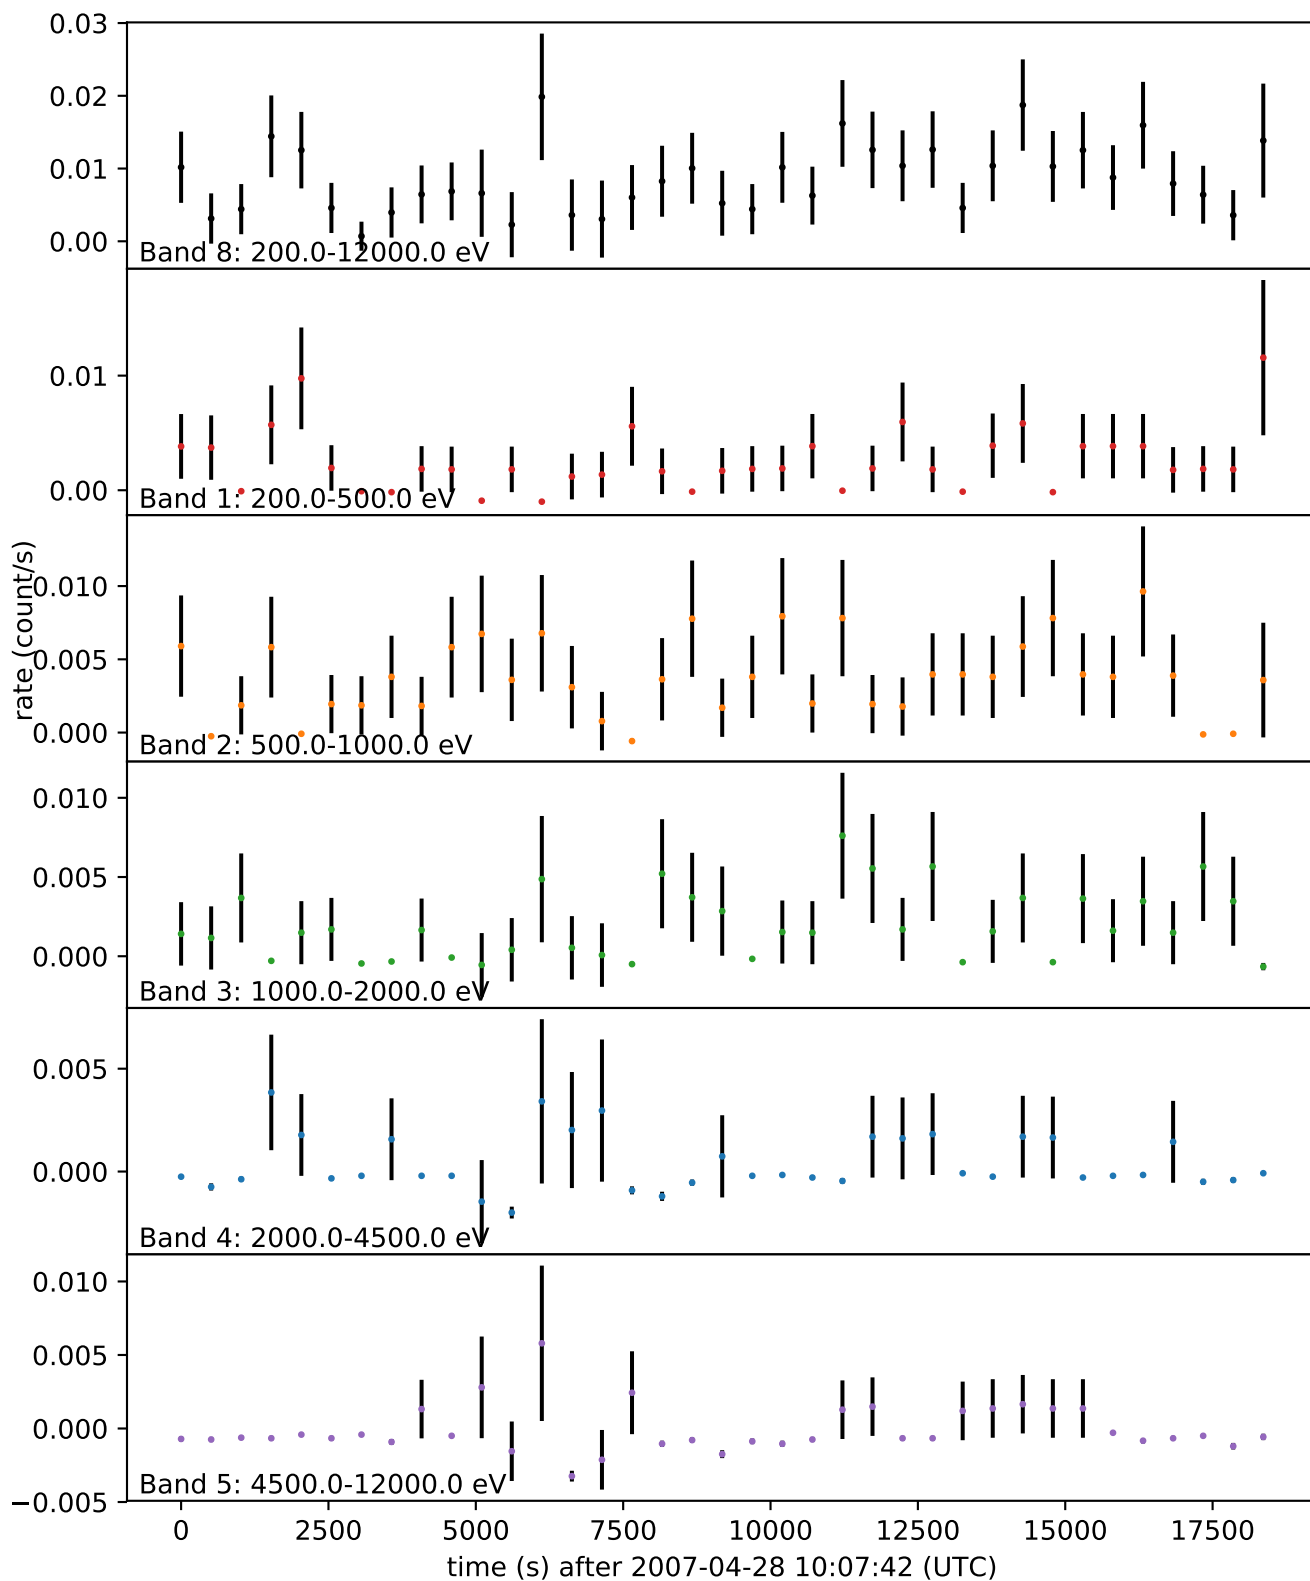 0.03
0.02
0.01
0.00
Band 8: 200.0-12000.0 eV
0.01
0.00
Band 1: 200.0-500.0 eV
rate (count/s)
0.010
0.005
0.000
Band 2: 500.0-1000.0 eV
0.010
0.005
0.000
Band 3: 1000.0-2000.0 eV
0.005
0.000
Band 4: 2000.0-4500.0 eV
0.010
0.005
0.000
−0.005
Band 5: 4500.0-12000.0 eV
0 2500 5000 7500 10000 12500 15000 17500
time (s) after 2007-04-28 10:07:42 (UTC)